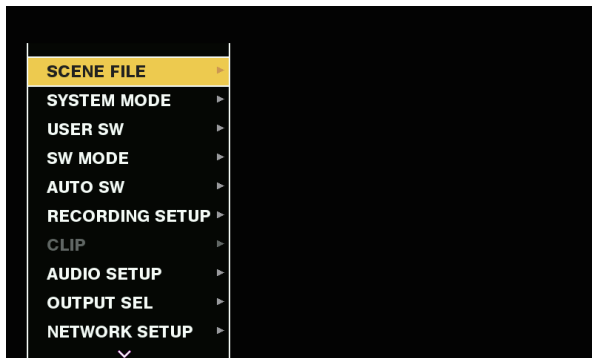 SCENE FILE
SYSTEM MODE
USER SW
SW MODE
AUTO SW
RECORDING SETUP
CLIP
AUDIO SETUP
OUTPUT SEL
NETWORK SETUP